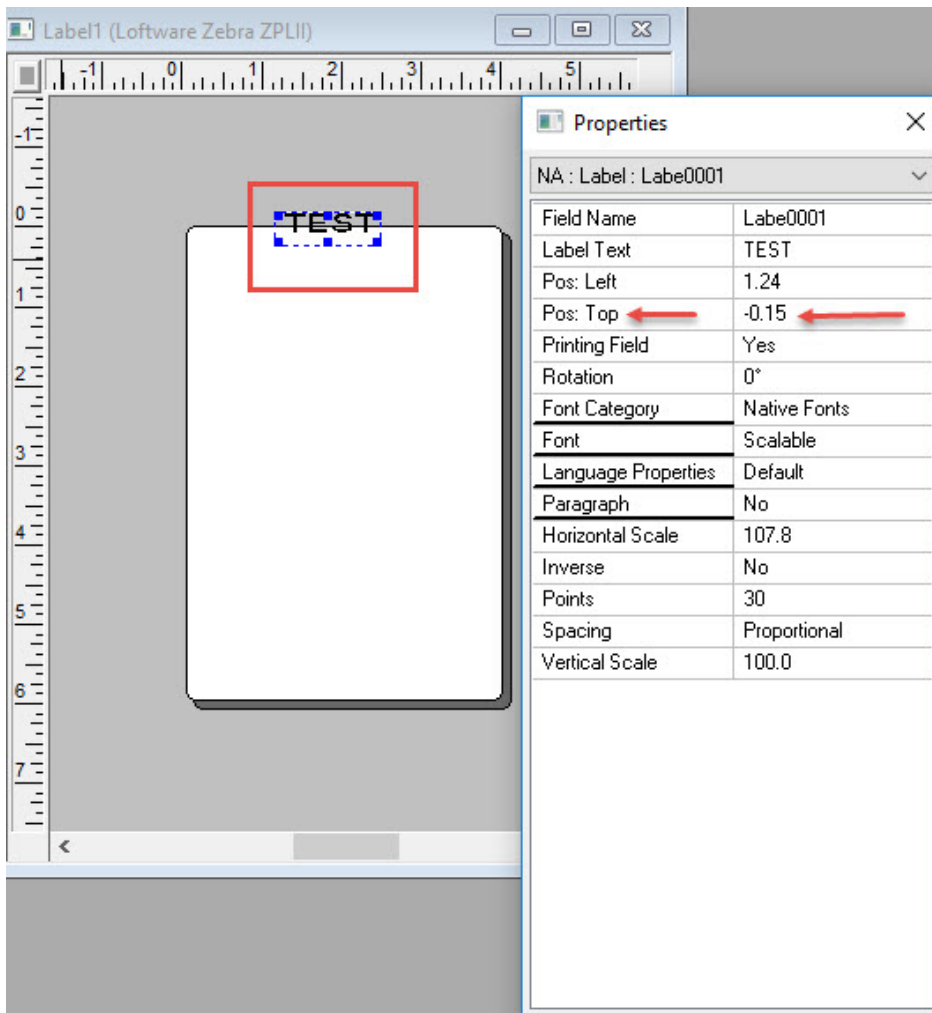 Label1 (Loftware Zebra ZPLII)
-1 0 1 2 3 4 5
-1
0
1
2
3
4
5
6
7
TEST
Properties
NA : Label : Labe0001
Field Name Labe0001
Label Text TEST
Pos: Left 1.24
Pos: Top -0.15
Printing Field Yes
Rotation 0°
Font Category Native Fonts
Font Scalable
Language Properties Default
Paragraph No
Horizontal Scale 107.8
Inverse No
Points 30
Spacing Proportional
Vertical Scale 100.0